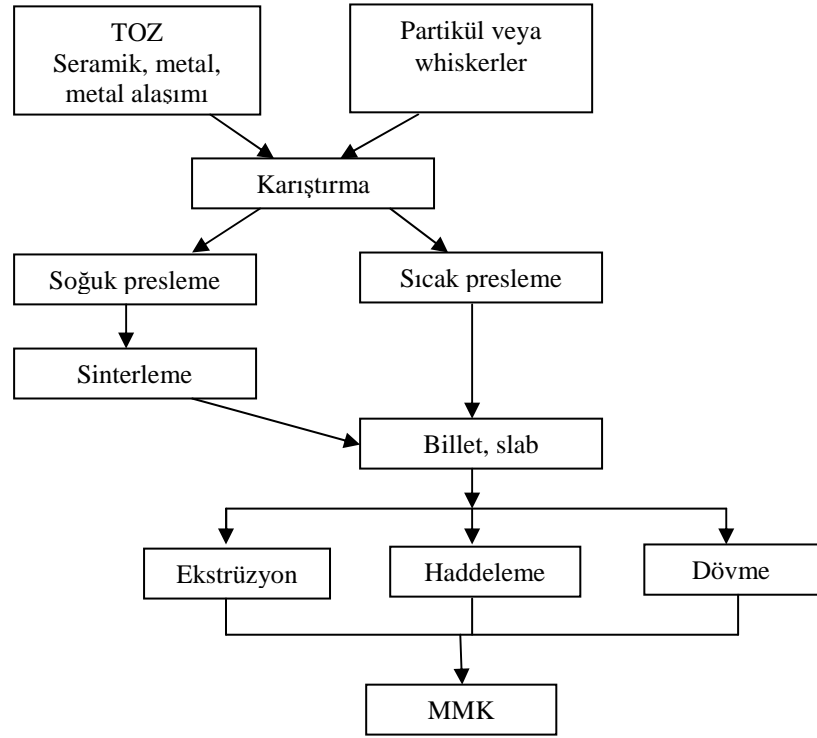 TOZ
Seramik, metal,
metal alaşımı
Partikül veya
whiskerler
Karıştırma
Soğuk presleme
Sıcak presleme
Sinterleme
Billet, slab
Ekstrüzyon
Haddeleme
Dövme
MMK